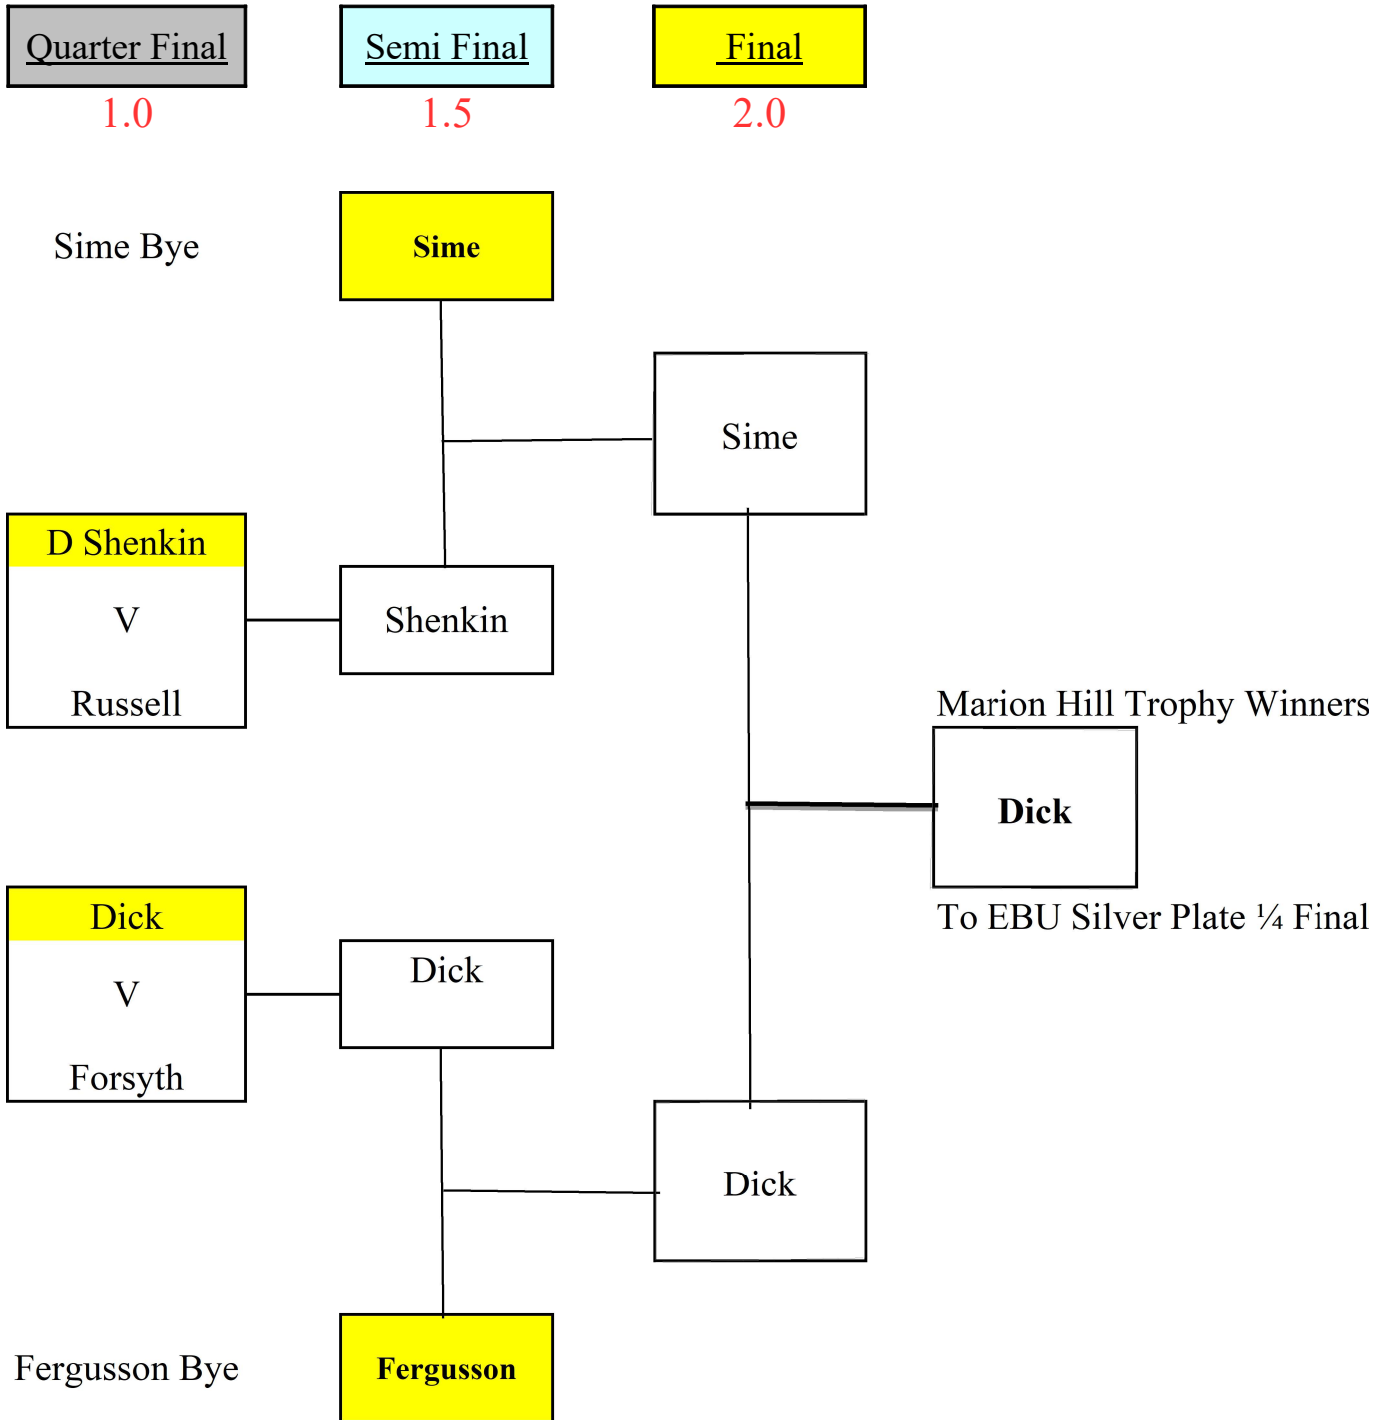 Quarter Final
Semi Final
Final
1.0
1.5
2.0
Sime Bye
Sime
Sime
D Shenkin
V
Russell
Shenkin
Marion Hill Trophy Winners
Dick
To EBU Silver Plate ¼ Final
Dick
V
Forsyth
Dick
Dick
Fergusson Bye
Fergusson